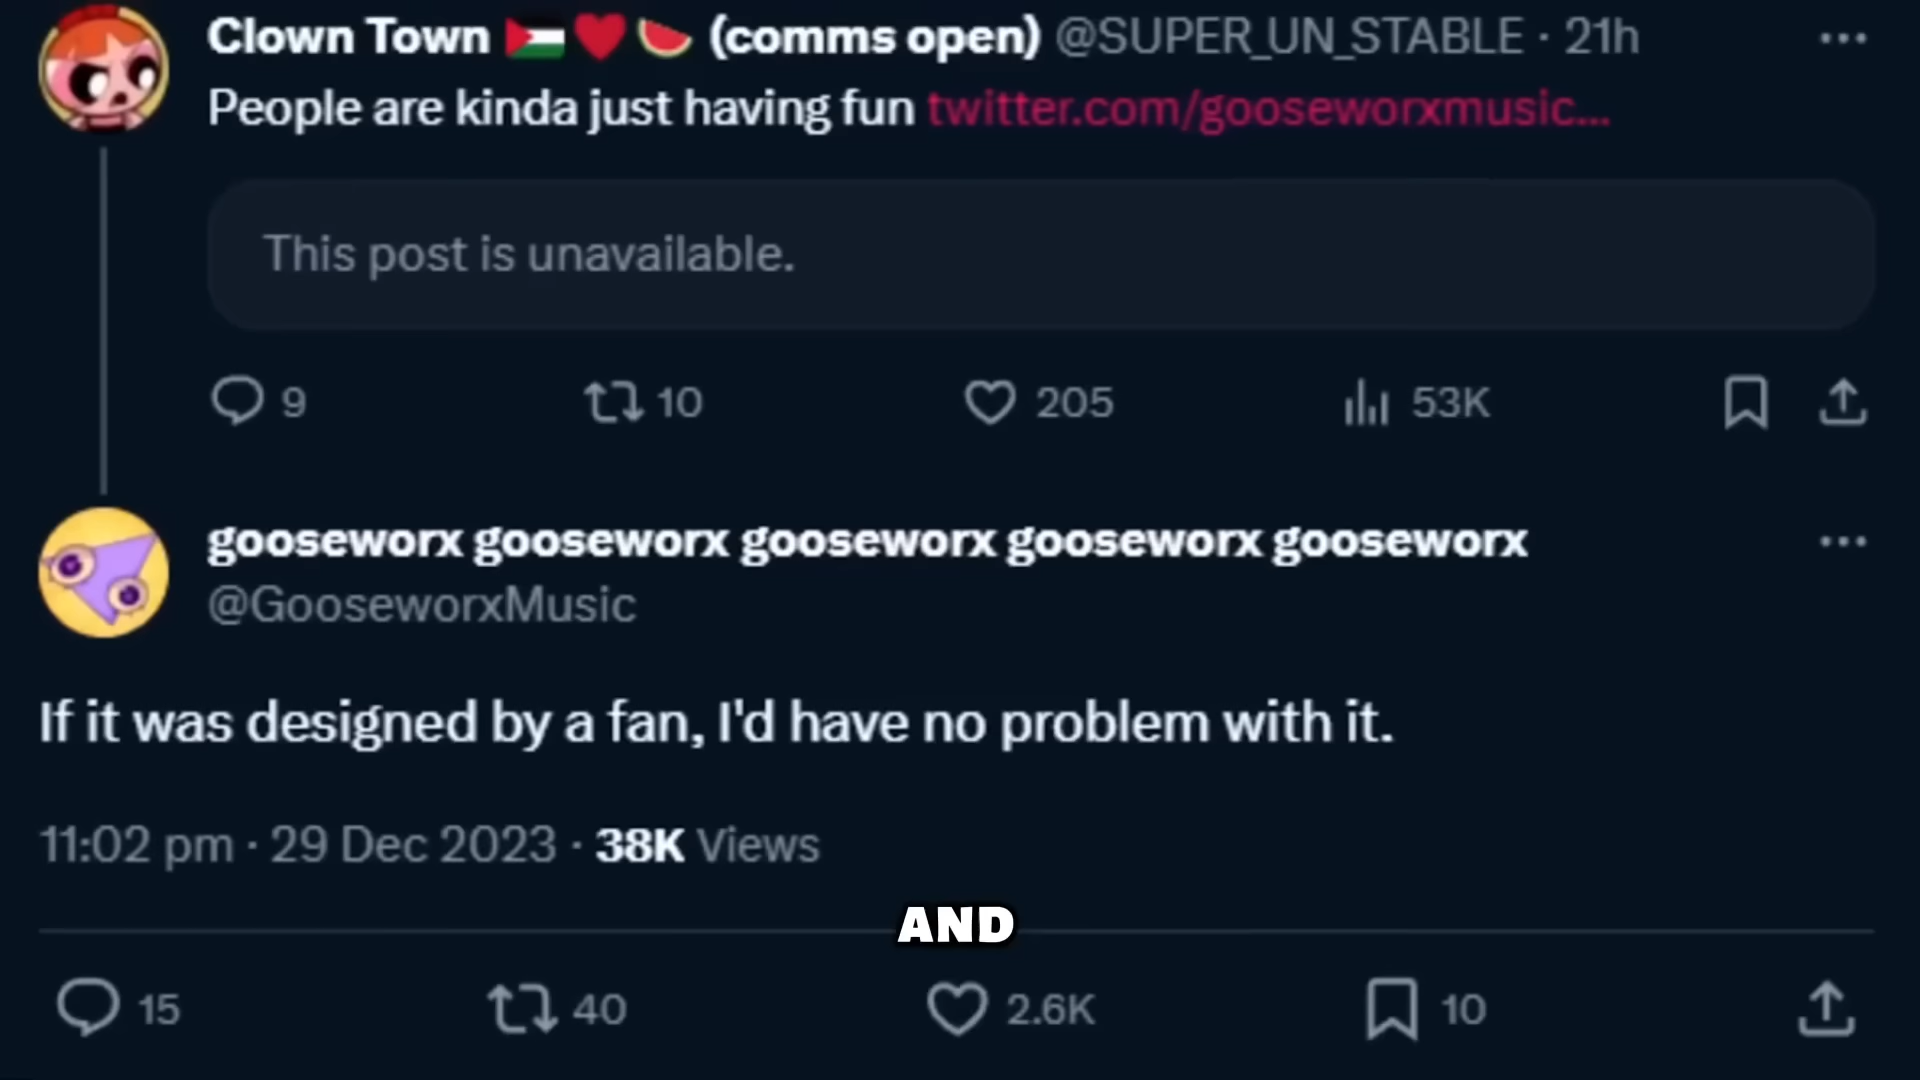 Clown Town 🇵🇸❤️🍉 (comms open) @SUPER_UN_STABLE · 21h
People are kinda just having fun twitter.com/gooseworxmusic...
This post is unavailable.
9 10 205 53K
gooseworx gooseworx gooseworx gooseworx gooseworx
@GooseworxMusic
If it was designed by a fan, I'd have no problem with it.
11:02 pm · 29 Dec 2023 · 38K Views
AND
15 40 2.6K 10